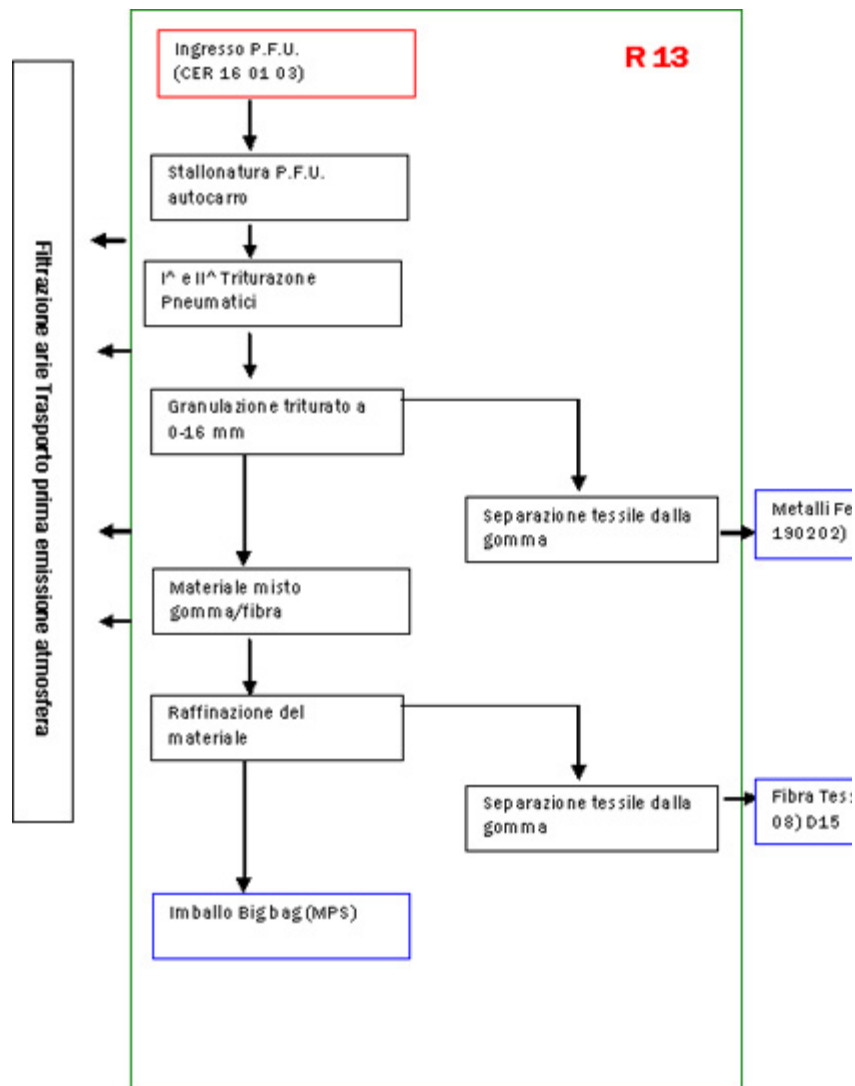 R 13
Ingresso P.F.U.
(CER 16 01 03)
Stallonatura P.F.U.
autocarro
I^ e II^ Triturazone
Pneumatici
Granulazione triturato a
0-16 mm
Separazione tessile dalla
gomma
Metalli Fe
190202)
Materiale misto
gomma/fibra
Raffinazione del
materiale
Separazione tessile dalla
gomma
Fibra Tess
08) D15
Imballo Big bag (MPS)
Filtrazione arie Trasporto prima emissione atmosfera